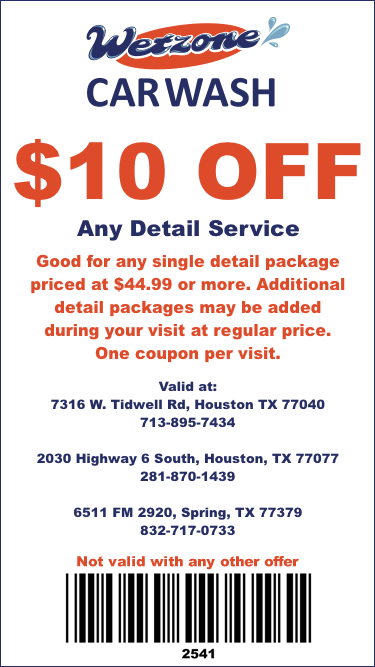 Wetzone
CAR WASH
$10 OFF
Any Detail Service
Good for any single detail package
priced at $44.99 or more. Additional
detail packages may be added
during your visit at regular price.
One coupon per visit.
Valid at:
7316 W. Tidwell Rd, Houston TX 77040
713-895-7434
2030 Highway 6 South, Houston, TX 77077
281-870-1439
6511 FM 2920, Spring, TX 77379
832-717-0733
Not valid with any other offer
2541